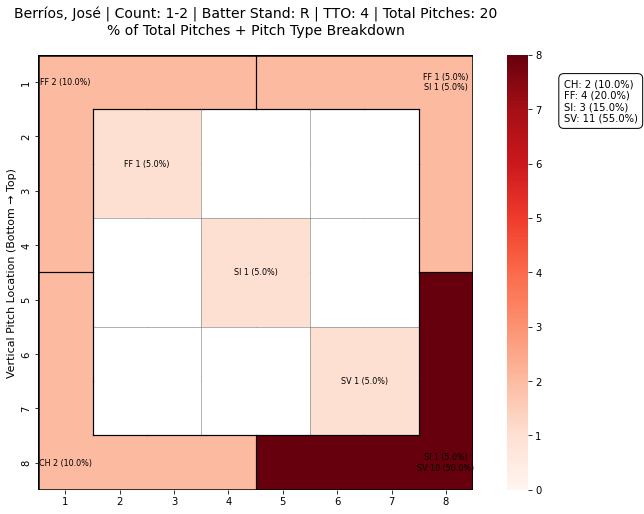 Berríos, José | Count: 1-2 | Batter Stand: R | TTO: 4 | Total Pitches: 20
% of Total Pitches + Pitch Type Breakdown
FF 2 (10.0%)
FF 1 (5.0%)
SI 1 (5.0%)
FF 1 (5.0%)
SI 1 (5.0%)
SV 1 (5.0%)
CH 2 (10.0%)
SI 1 (5.0%)
SV 10 (50.0%)
Vertical Pitch Location (Bottom → Top)
1
2
3
4
5
6
7
8
1 2 3 4 5 6 7 8
8
7
6
5
4
3
2
1
0
CH: 2 (10.0%)
FF: 4 (20.0%)
SI: 3 (15.0%)
SV: 11 (55.0%)